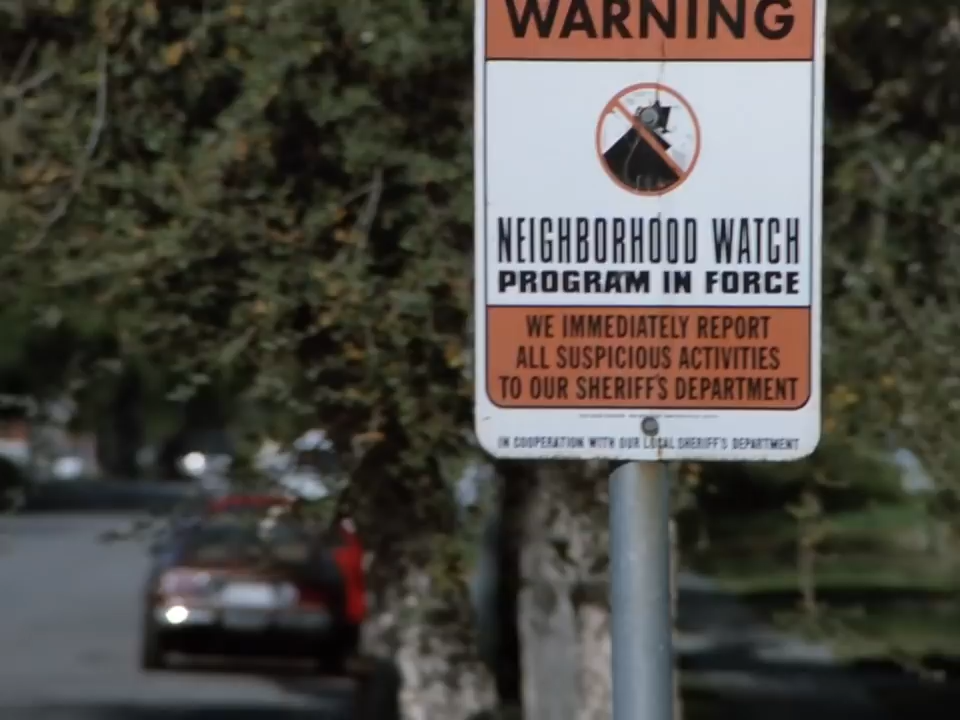 WARNING
NEIGHBORHOOD WATCH
PROGRAM IN FORCE
WE IMMEDIATELY REPORT
ALL SUSPICIOUS ACTIVITIES
TO OUR SHERIFF'S DEPARTMENT
IN COOPERATION WITH OUR LOCAL SHERIFF'S DEPARTMENT